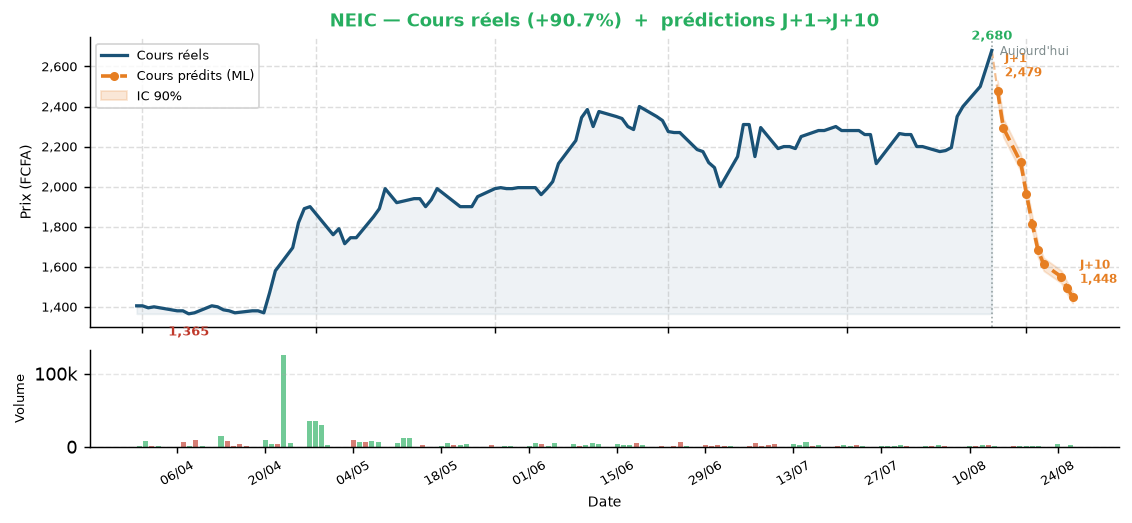 NEIC — Cours réels (+90.7%)  +  prédictions J+1→J+10
Cours réels
Cours prédits (ML)
IC 90%
2,680
Aujourd'hui
J+1
2,479
J+10
1,448
1,365
Prix (FCFA)
2,600
2,400
2,200
2,000
1,800
1,600
1,400
Volume
100k
0
06/04
20/04
04/05
18/05
01/06
15/06
29/06
13/07
27/07
10/08
24/08
Date